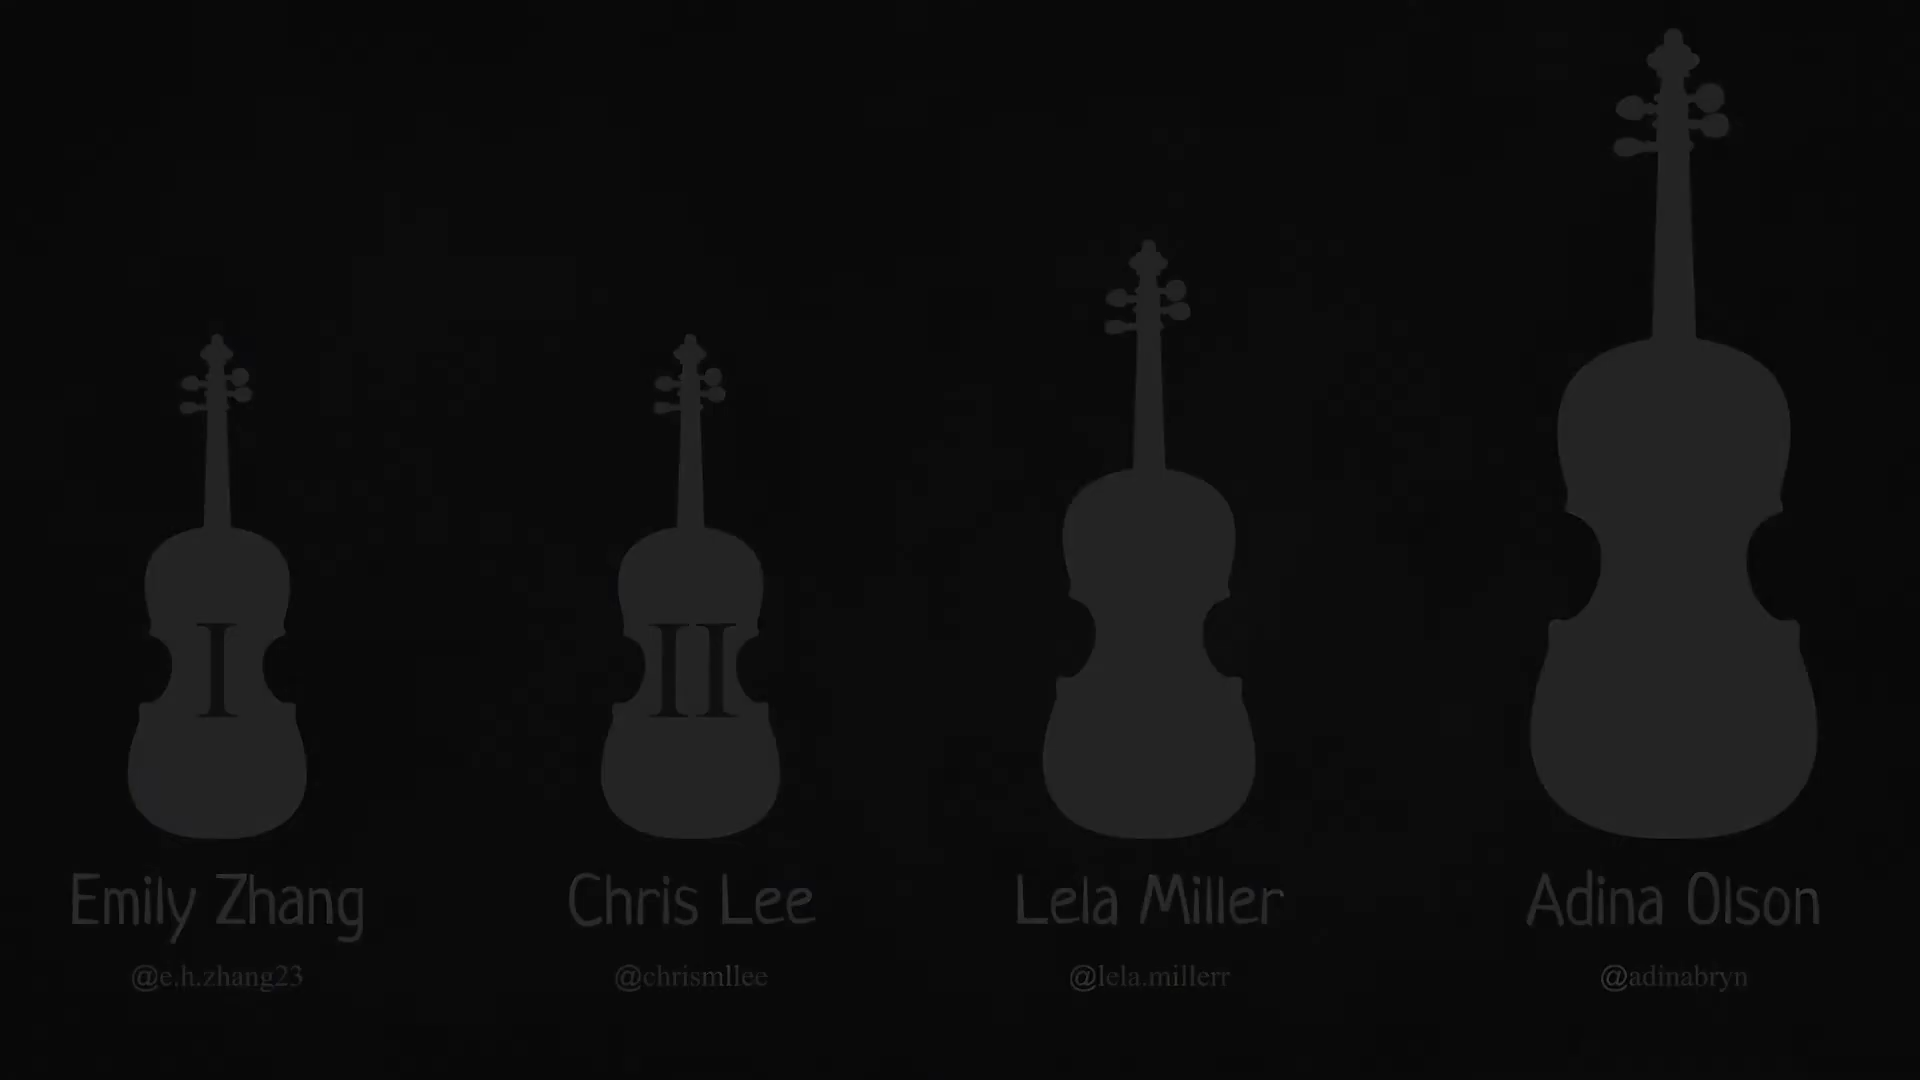 I
II
Emily Zhang
Chris Lee
Lela Miller
Adina Olson
@e.h.zhang23
@chrismllee
@lela.millerr
@adinabryn